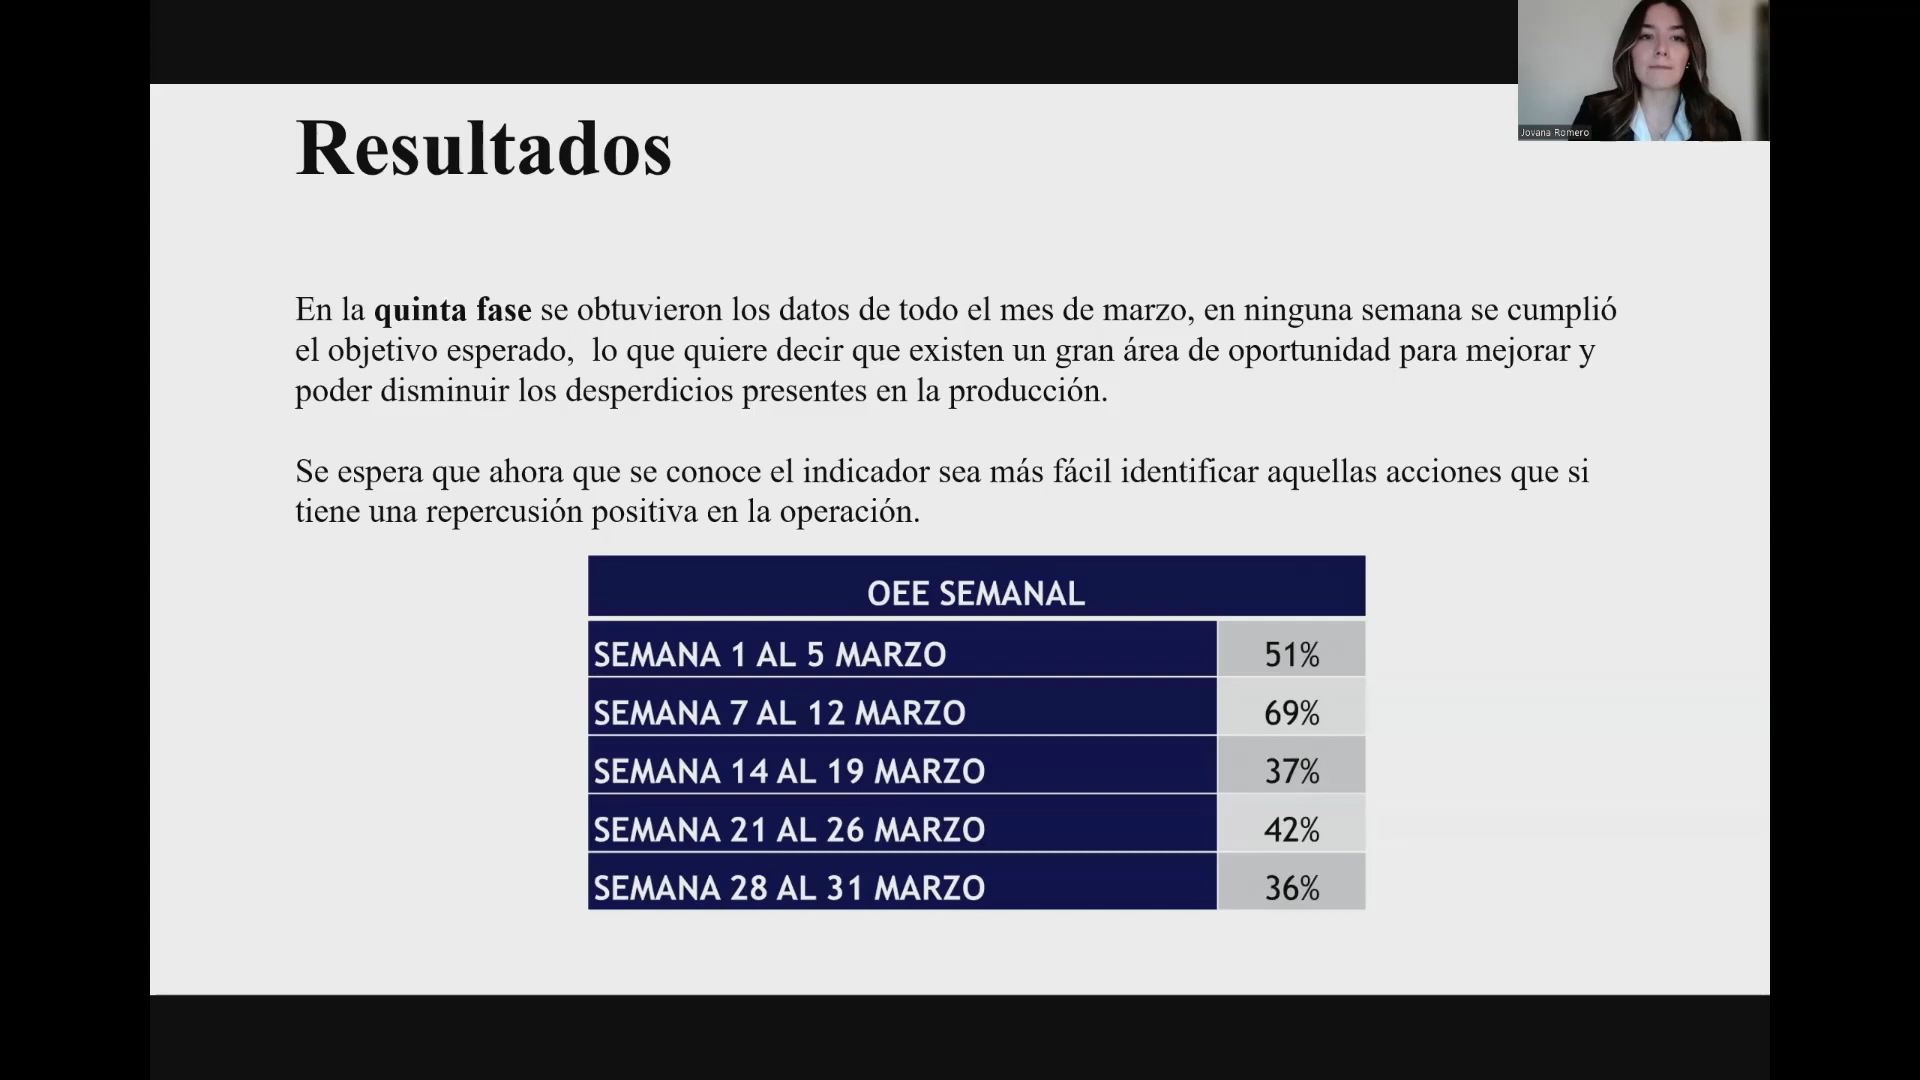 Jovana Romero
Resultados
En la quinta fase se obtuvieron los datos de todo el mes de marzo, en ninguna semana se cumplió
el objetivo esperado,  lo que quiere decir que existen un gran área de oportunidad para mejorar y
poder disminuir los desperdicios presentes en la producción.
Se espera que ahora que se conoce el indicador sea más fácil identificar aquellas acciones que si
tiene una repercusión positiva en la operación.
OEE SEMANAL
SEMANA 1 AL 5 MARZO 51%
SEMANA 7 AL 12 MARZO 69%
SEMANA 14 AL 19 MARZO 37%
SEMANA 21 AL 26 MARZO 42%
SEMANA 28 AL 31 MARZO 36%